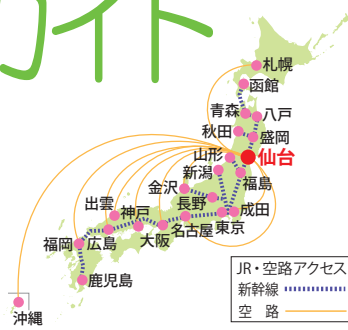 ガイド
札幌
函館
青森
八戸
秋田
盛岡
山形
仙台
新潟
福島
金沢
長野
成田
東京
出雲
神戸
名古屋
大阪
福岡
広島
鹿児島
沖縄
JR・空路アクセス
新幹線
空路